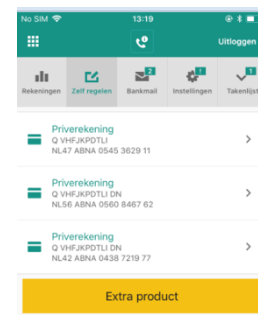 No SIM 13:19
Uitloggen
2 1 1
Rekeningen Zelf regelen Bankmail Instellingen Takenlijst
Priverekening
Q VHFJKPDTLI
NL47 ABNA 0545 3629 11
Priverekening
Q VHFJKPDTLI DN
NL56 ABNA 0560 8467 62
Priverekening
Q VHFJKPDTLI DN
NL42 ABNA 0438 7219 77
Extra product